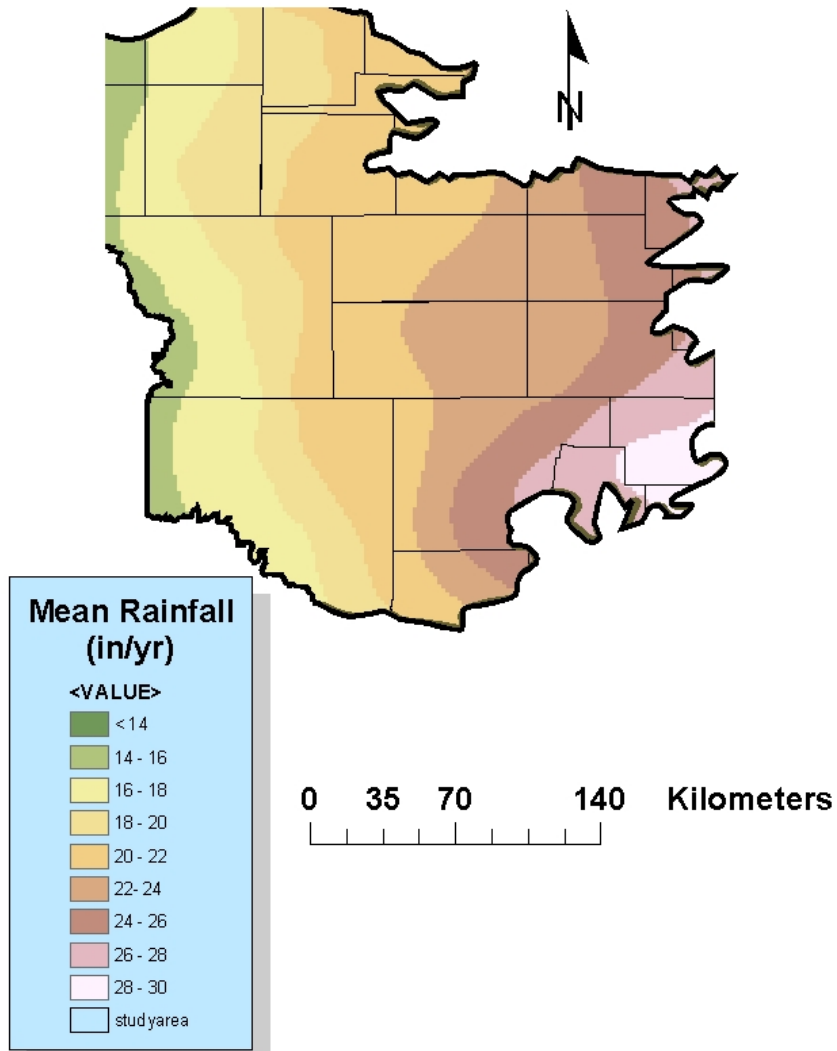 N
Mean Rainfall
(in/yr)
<VALUE>
<14
14 - 16
16 - 18
18 - 20
20 - 22
22- 24
24 - 26
26 - 28
28 - 30
studyarea
0 35 70 140 Kilometers